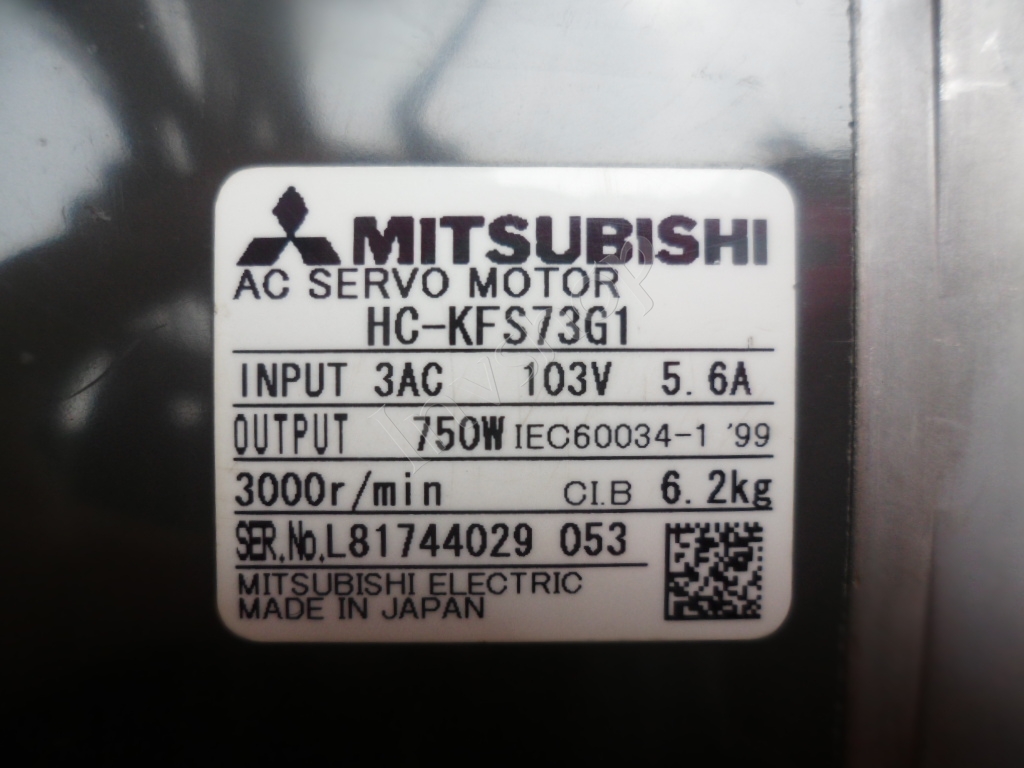 MITSUBISHI
AC SERVO MOTOR
HC-KFS73G1
INPUT 3AC 103V 5.6A
OUTPUT 750W IEC60034-1 '99
3000r/min CI.B 6.2kg
SER.No.L81744029 053
MITSUBISHI ELECTRIC
MADE IN JAPAN